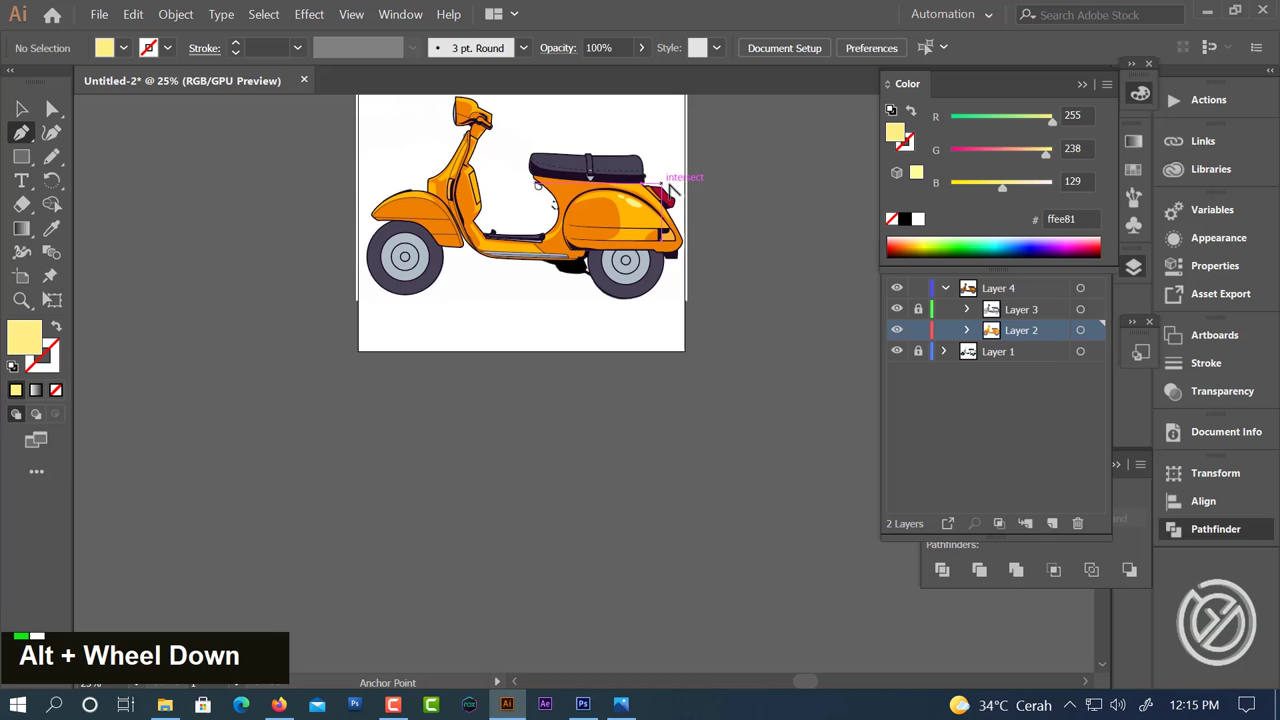 Ai File Edit Object Type Select Effect View Window Help Automation Search Adobe Stock
No Selection Stroke: 3 pt. Round Opacity: 100% Style: Document Setup Preferences
Untitled-2* @ 25% (RGB/GPU Preview)
Color
R 255
G 238
B 129
# ffee81
intersect
Layer 4
Layer 3
Layer 2
Layer 1
2 Layers
Pathfinders:
Actions
Links
Libraries
Variables
Appearance
Properties
Asset Export
Artboards
Stroke
Transparency
Document Info
Transform
Align
Pathfinder
Alt + Wheel Down
Anchor Point
34°C Cerah 12:15 PM